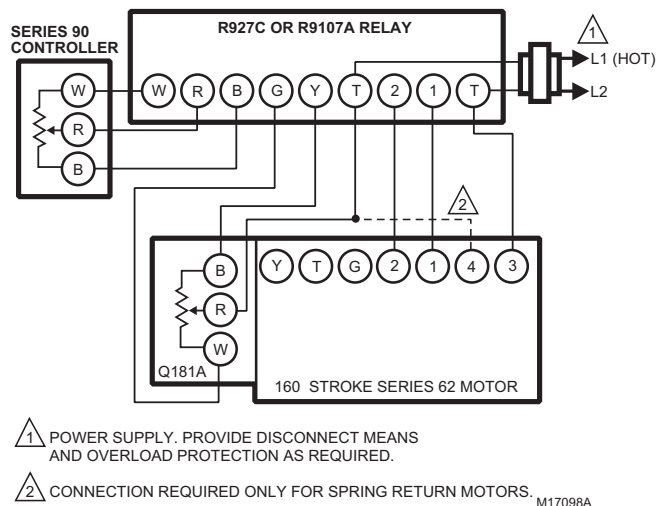 SERIES 90
CONTROLLER
R927C OR R9107A RELAY
1
L1 (HOT)
L2
W
R
B
W R B G Y T 2 1 T
2
B
R
W
Q181A
Y T G 2 1 4 3
160 STROKE SERIES 62 MOTOR
1 POWER SUPPLY. PROVIDE DISCONNECT MEANS
AND OVERLOAD PROTECTION AS REQUIRED.
2 CONNECTION REQUIRED ONLY FOR SPRING RETURN MOTORS.
M17098A